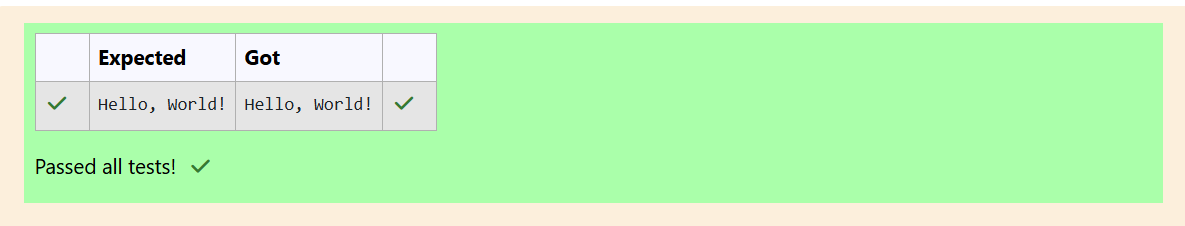 Expected Got
Hello, World! Hello, World!
Passed all tests!